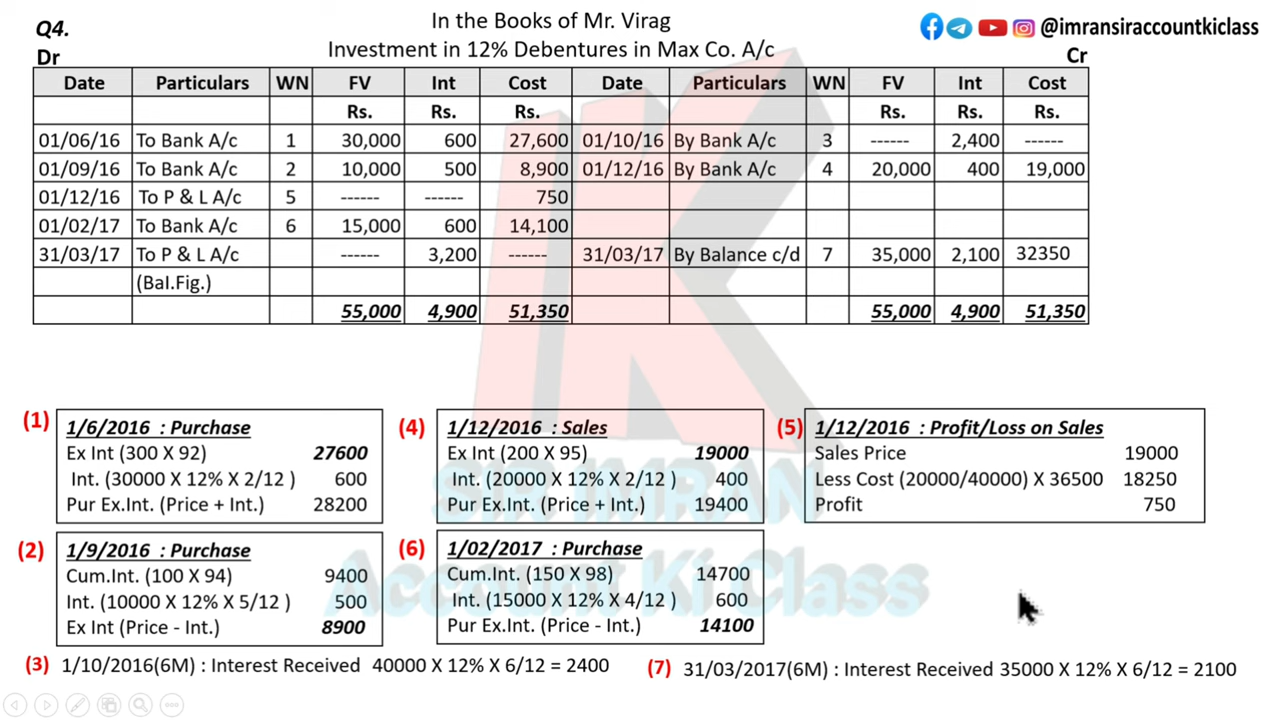 Q4.
In the Books of Mr. Virag
@imransiraccountkiclass
Investment in 12% Debentures in Max Co. A/c
Dr
Cr
Date Particulars WN FV Int Cost Date Particulars WN FV Int Cost
Rs. Rs. Rs. Rs. Rs. Rs.
01/06/16 To Bank A/c 1 30,000 600 27,600 01/10/16 By Bank A/c 3 ------ 2,400 ------
01/09/16 To Bank A/c 2 10,000 500 8,900 01/12/16 By Bank A/c 4 20,000 400 19,000
01/12/16 To P & L A/c 5 ------ ------ 750
01/02/17 To Bank A/c 6 15,000 600 14,100
31/03/17 To P & L A/c ------ 3,200 ------ 31/03/17 By Balance c/d 7 35,000 2,100 32350
(Bal.Fig.)
55,000 4,900 51,350 55,000 4,900 51,350
(1) 1/6/2016 : Purchase
Ex Int (300 X 92) 27600
Int. (30000 X 12% X 2/12 ) 600
Pur Ex.Int. (Price + Int.) 28200
(4) 1/12/2016 : Sales
Ex Int (200 X 95) 19000
Int. (20000 X 12% X 2/12 ) 400
Pur Ex.Int. (Price + Int.) 19400
(5) 1/12/2016 : Profit/Loss on Sales
Sales Price 19000
Less Cost (20000/40000) X 36500 18250
Profit 750
(2) 1/9/2016 : Purchase
Cum.Int. (100 X 94) 9400
Int. (10000 X 12% X 5/12 ) 500
Ex Int (Price - Int.) 8900
(6) 1/02/2017 : Purchase
Cum.Int. (150 X 98) 14700
Int. (15000 X 12% X 4/12 ) 600
Pur Ex.Int. (Price - Int.) 14100
(3) 1/10/2016(6M) : Interest Received 40000 X 12% X 6/12 = 2400
(7) 31/03/2017(6M) : Interest Received 35000 X 12% X 6/12 = 2100
SIR IMRAN
Account Ki Class